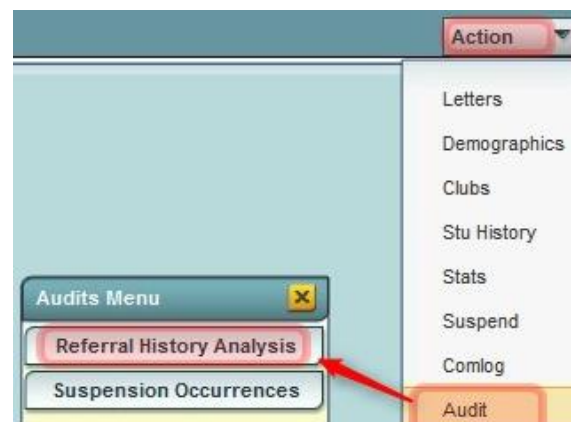 Action
Letters
Demographics
Clubs
Stu History
Stats
Suspend
Comlog
Audit
Audits Menu
Referral History Analysis
Suspension Occurrences